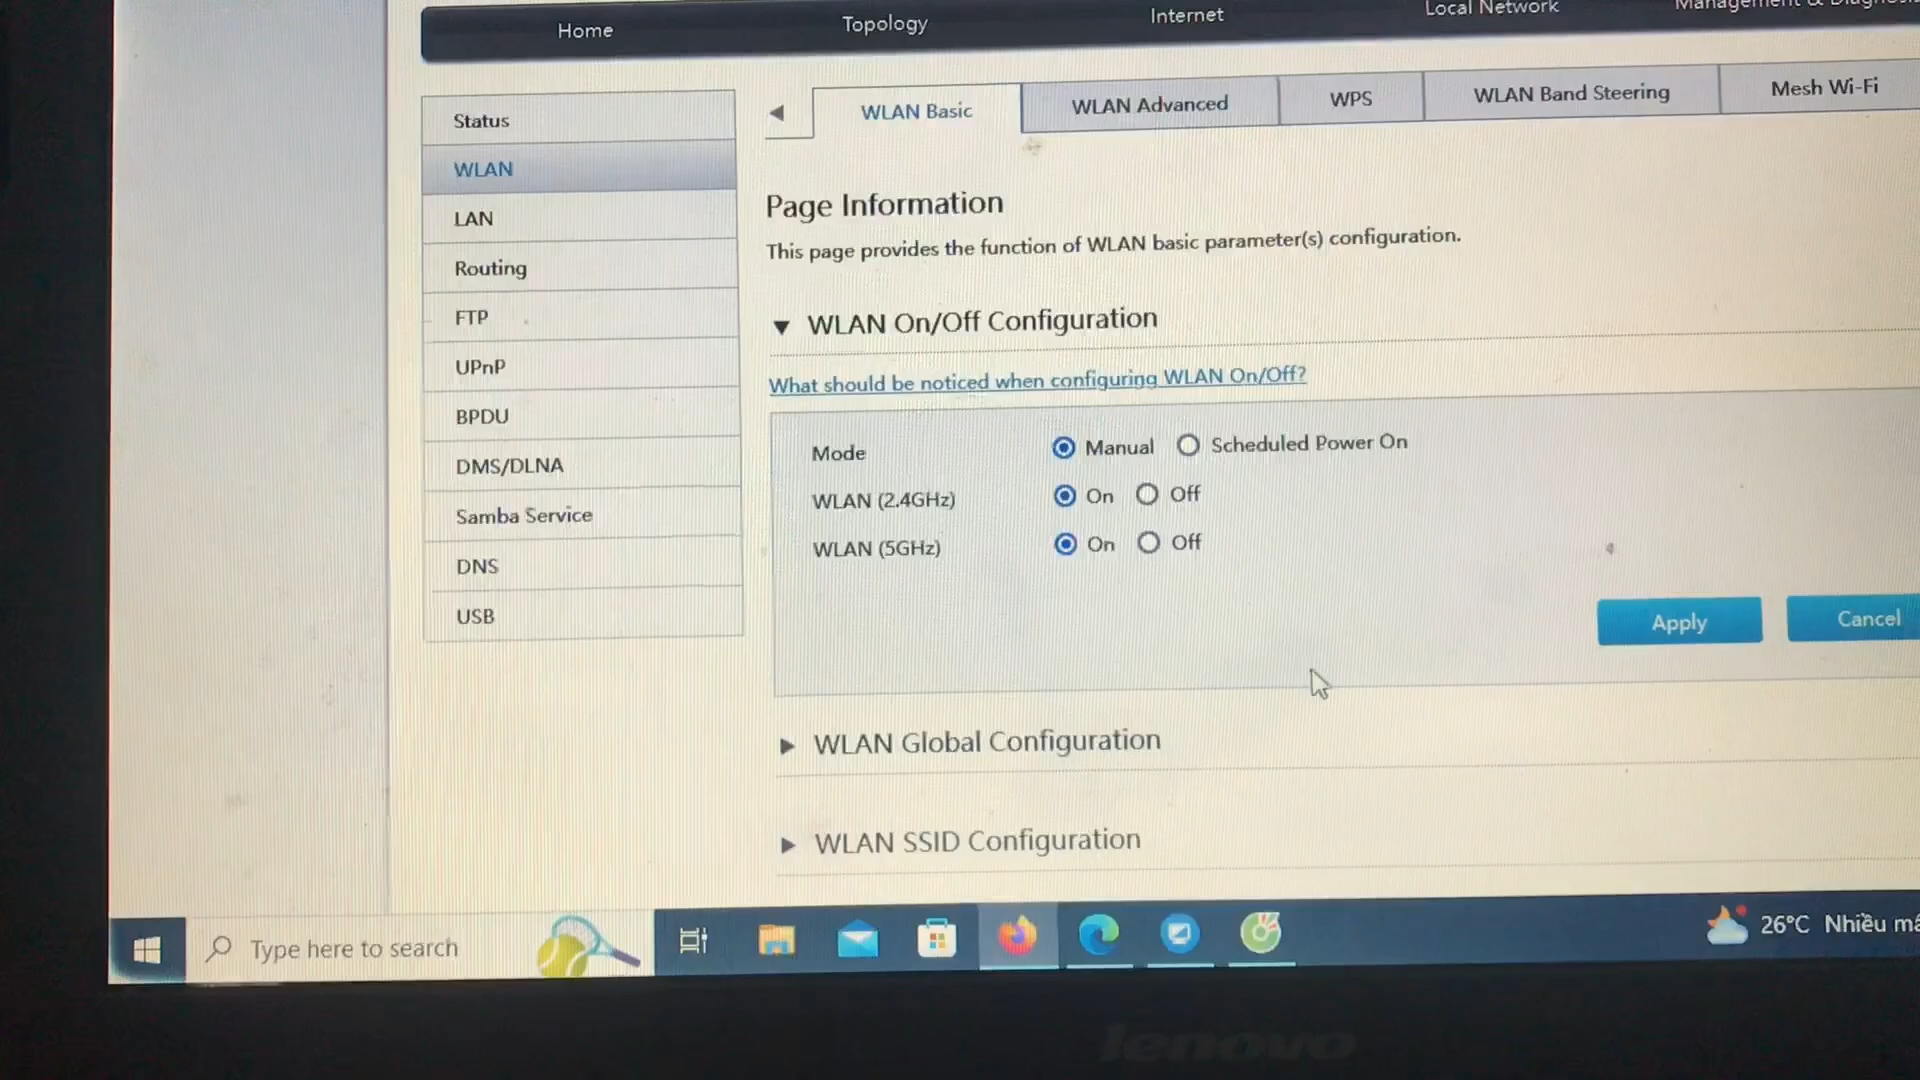 Home
Topology
Internet
Local Network
Management &
Status
WLAN
LAN
Routing
FTP
UPnP
BPDU
DMS/DLNA
Samba Service
DNS
USB
WLAN Basic
WLAN Advanced
WPS
WLAN Band Steering
Mesh Wi-Fi
Page Information
This page provides the function of WLAN basic parameter(s) configuration.
WLAN On/Off Configuration
What should be noticed when configuring WLAN On/Off?
Mode Manual Scheduled Power On
WLAN (2.4GHz) On Off
WLAN (5GHz) On Off
Apply Cancel
WLAN Global Configuration
WLAN SSID Configuration
Type here to search
26°C Nhiều
lenovo